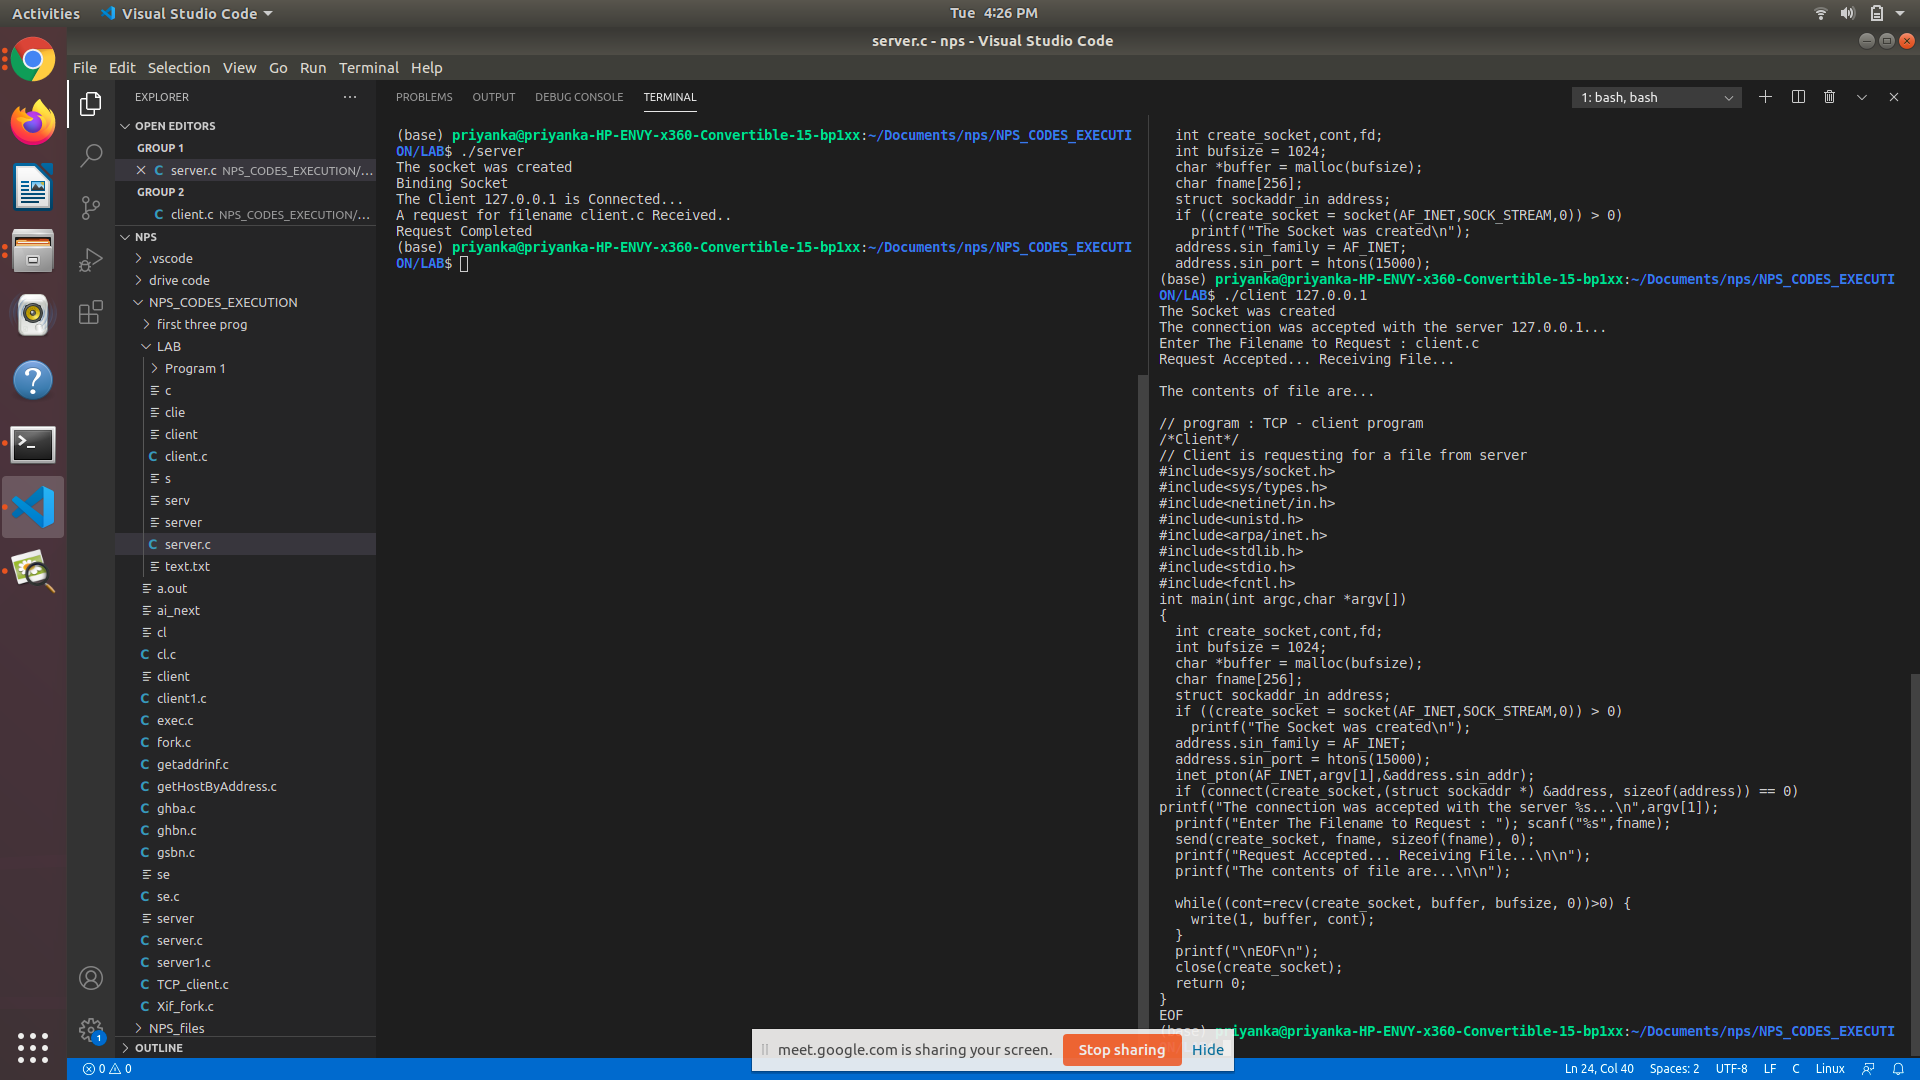 Activities
Visual Studio Code
Tue 4:26 PM
server.c - nps - Visual Studio Code
File Edit Selection View Go Run Terminal Help
EXPLORER
OPEN EDITORS
GROUP 1
server.c NPS_CODES_EXECUTION/...
GROUP 2
client.c NPS_CODES_EXECUTION/...
NPS
.vscode
drive code
NPS_CODES_EXECUTION
first three prog
LAB
Program 1
c
clie
client
client.c
s
serv
server
server.c
text.txt
a.out
ai_next
cl
cl.c
client
client1.c
exec.c
fork.c
getaddrinf.c
getHostByAddress.c
ghba.c
ghbn.c
gsbn.c
se
se.c
server
server.c
server1.c
TCP_client.c
Xif_fork.c
NPS_files
OUTLINE
1
PROBLEMS OUTPUT DEBUG CONSOLE TERMINAL
1: bash, bash
(base) priyanka@priyanka-HP-ENVY-x360-Convertible-15-bp1xx:~/Documents/nps/NPS_CODES_EXECUTI
ON/LAB$ ./server
The socket was created
Binding Socket
The Client 127.0.0.1 is Connected...
A request for filename client.c Received..
Request Completed
(base) priyanka@priyanka-HP-ENVY-x360-Convertible-15-bp1xx:~/Documents/nps/NPS_CODES_EXECUTI
ON/LAB$
int create_socket,cont,fd;
int bufsize = 1024;
char *buffer = malloc(bufsize);
char fname[256];
struct sockaddr_in address;
if ((create_socket = socket(AF_INET,SOCK_STREAM,0)) > 0)
printf("The Socket was created\n");
address.sin_family = AF_INET;
address.sin_port = htons(15000);
(base) priyanka@priyanka-HP-ENVY-x360-Convertible-15-bp1xx:~/Documents/nps/NPS_CODES_EXECUTI
ON/LAB$ ./client 127.0.0.1
The Socket was created
The connection was accepted with the server 127.0.0.1...
Enter The Filename to Request : client.c
Request Accepted... Receiving File...
The contents of file are...
// program : TCP - client program
/*Client*/
// Client is requesting for a file from server
#include<sys/socket.h>
#include<sys/types.h>
#include<netinet/in.h>
#include<unistd.h>
#include<arpa/inet.h>
#include<stdlib.h>
#include<stdio.h>
#include<fcntl.h>
int main(int argc,char *argv[])
{
int create_socket,cont,fd;
int bufsize = 1024;
char *buffer = malloc(bufsize);
char fname[256];
struct sockaddr_in address;
if ((create_socket = socket(AF_INET,SOCK_STREAM,0)) > 0)
printf("The Socket was created\n");
address.sin_family = AF_INET;
address.sin_port = htons(15000);
inet_pton(AF_INET,argv[1],&address.sin_addr);
if (connect(create_socket,(struct sockaddr *) &address, sizeof(address)) == 0)
printf("The connection was accepted with the server %s...\n",argv[1]);
printf("Enter The Filename to Request : "); scanf("%s",fname);
send(create_socket, fname, sizeof(fname), 0);
printf("Request Accepted... Receiving File...\n\n");
printf("The contents of file are...\n\n");
while((cont=recv(create_socket, buffer, bufsize, 0))>0) {
write(1, buffer, cont);
}
printf("\nEOF\n");
close(create_socket);
return 0;
}
EOF
(base) priyanka@priyanka-HP-ENVY-x360-Convertible-15-bp1xx:~/Documents/nps/NPS_CODES_EXECUTI
meet.google.com is sharing your screen. Stop sharing Hide
0 0
Ln 24, Col 40 Spaces: 2 UTF-8 LF C Linux